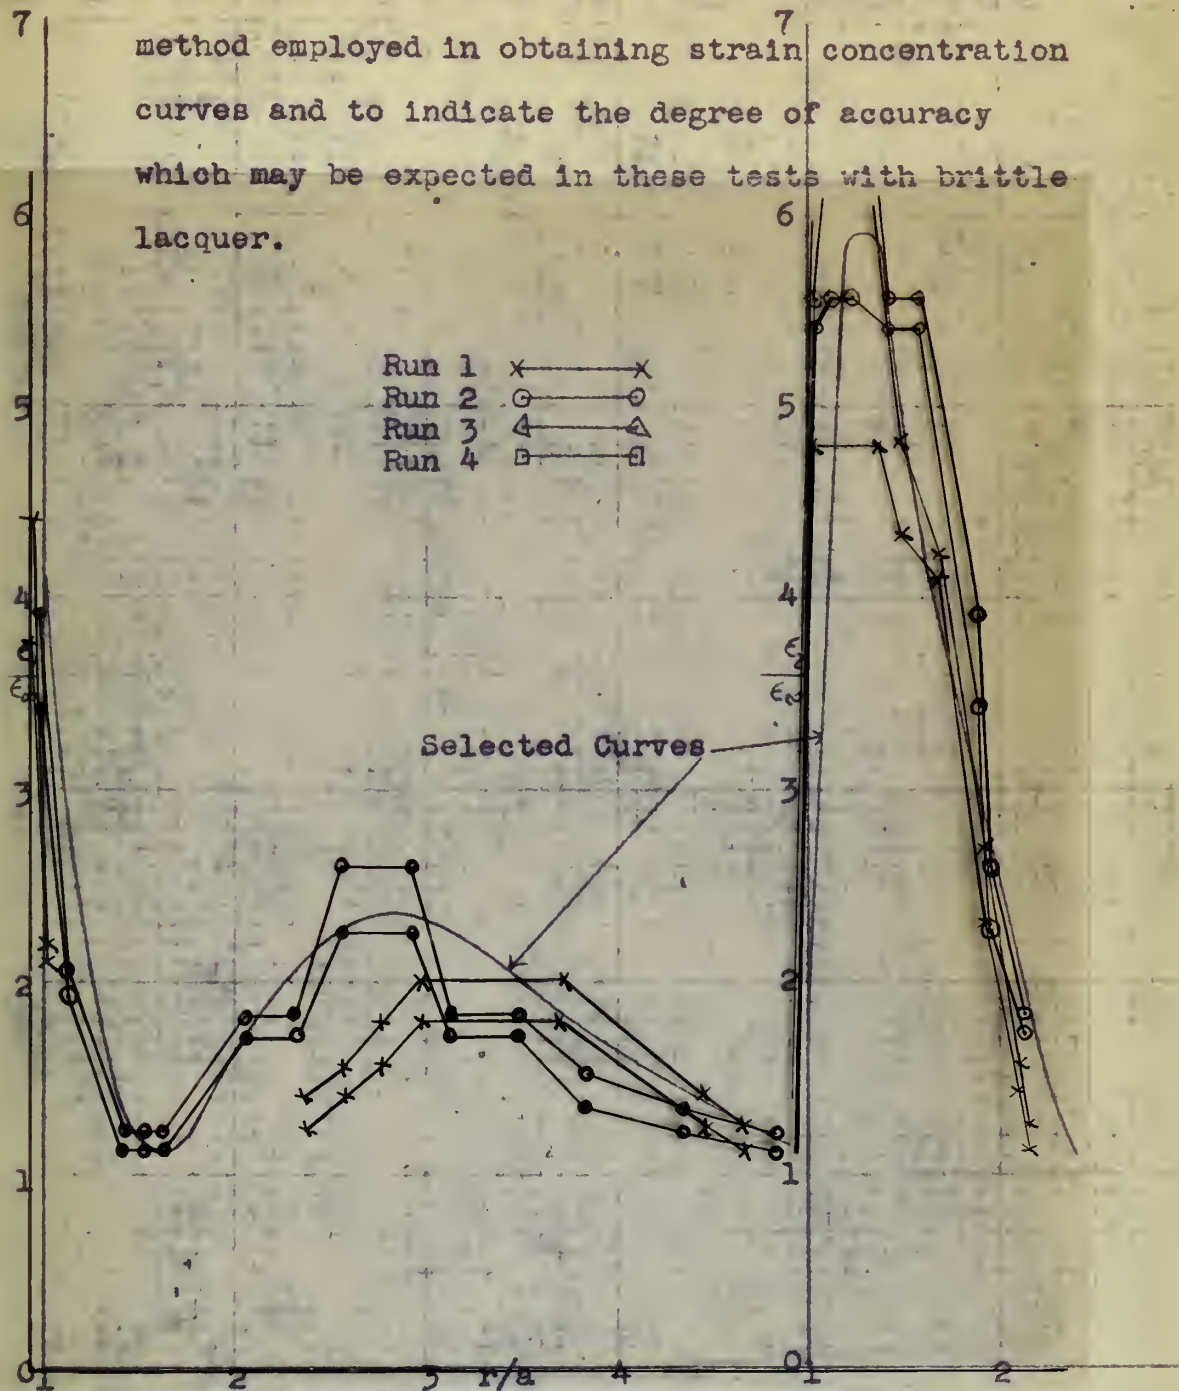 7
7
method employed in obtaining strain concentration
curves and to indicate the degree of accuracy
which may be expected in these tests with brittle
lacquer.
6
6
Run 1
Run 2
Run 3
Run 4
5
5
4
4
Selected Curves
3
3
2
2
1
1
0
0
1 2 3 r/a 4
1 2